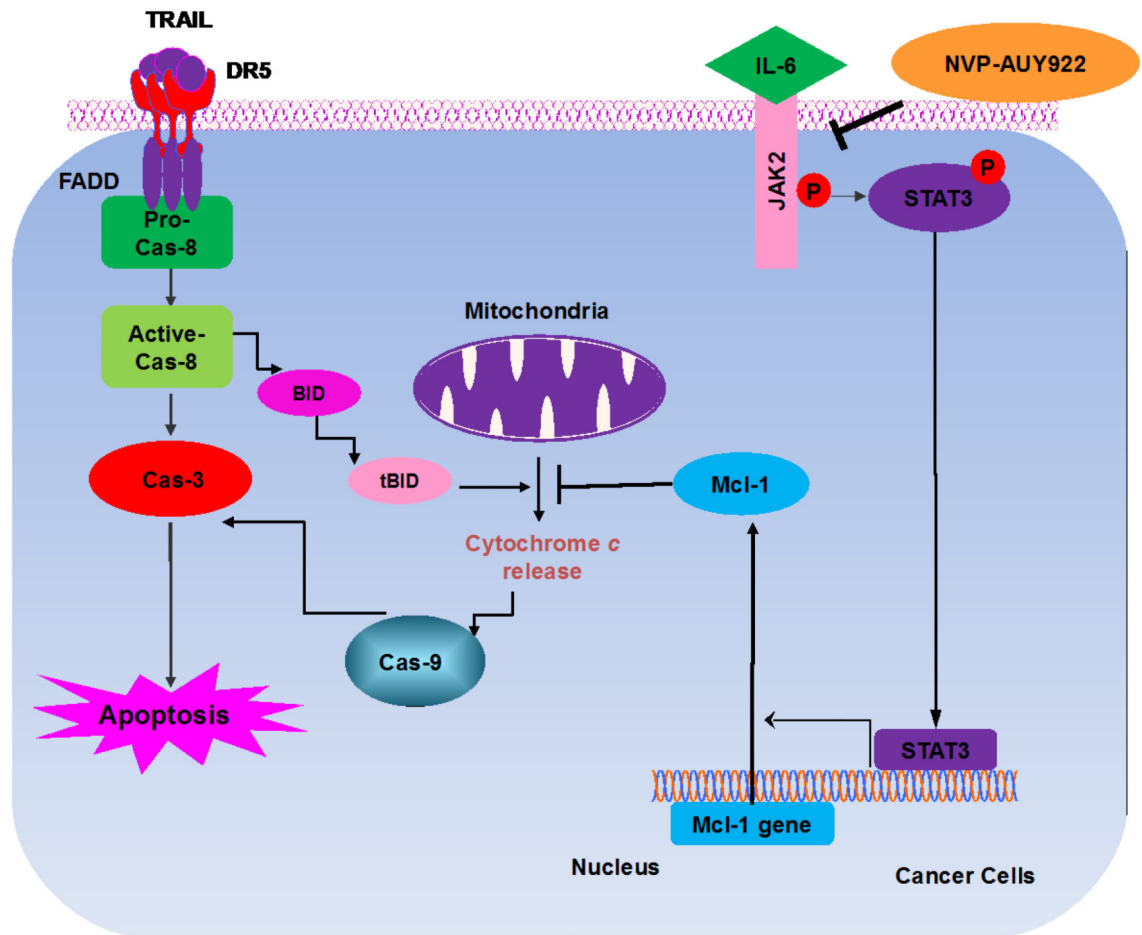 TRAIL
DR5
IL-6
NVP-AUY922
JAK2
P
P
STAT3
FADD
Pro-
Cas-8
Active-
Cas-8
Mitochondria
BID
tBID
Cas-3
Mcl-1
Cytochrome c
release
Cas-9
Apoptosis
STAT3
Mcl-1 gene
Nucleus
Cancer Cells